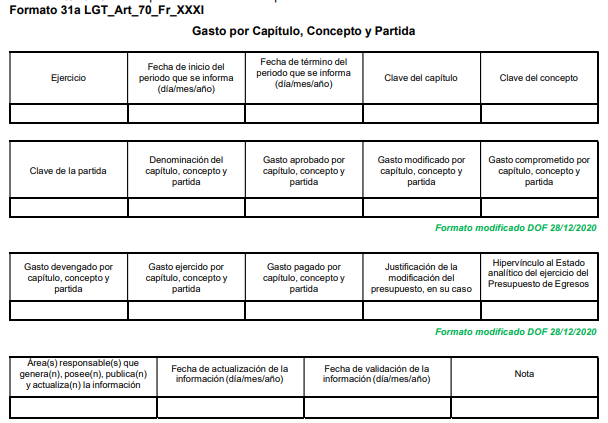 Formato 31a LGT_Art_70_Fr_XXXI
Gasto por Capítulo, Concepto y Partida
Ejercicio
Fecha de inicio del
periodo que se informa
(día/mes/año)
Fecha de término del
periodo que se informa
(día/mes/año)
Clave del capítulo
Clave del concepto
Clave de la partida
Denominación del
capítulo, concepto y
partida
Gasto aprobado por
capítulo, concepto y
partida
Gasto modificado por
capítulo, concepto y
partida
Gasto comprometido por
capítulo, concepto y
partida
Formato modificado DOF 28/12/2020
Gasto devengado por
capítulo, concepto y
partida
Gasto ejercido por
capítulo, concepto y
partida
Gasto pagado por
capítulo, concepto y
partida
Justificación de la
modificación del
presupuesto, en su caso
Hipervínculo al Estado
analítico del ejercicio del
Presupuesto de Egresos
Formato modificado DOF 28/12/2020
Área(s) responsable(s) que
genera(n), posee(n), publica(n)
y actualiza(n) la información
Fecha de actualización de la
información (día/mes/año)
Fecha de validación de la
información (día/mes/año)
Nota